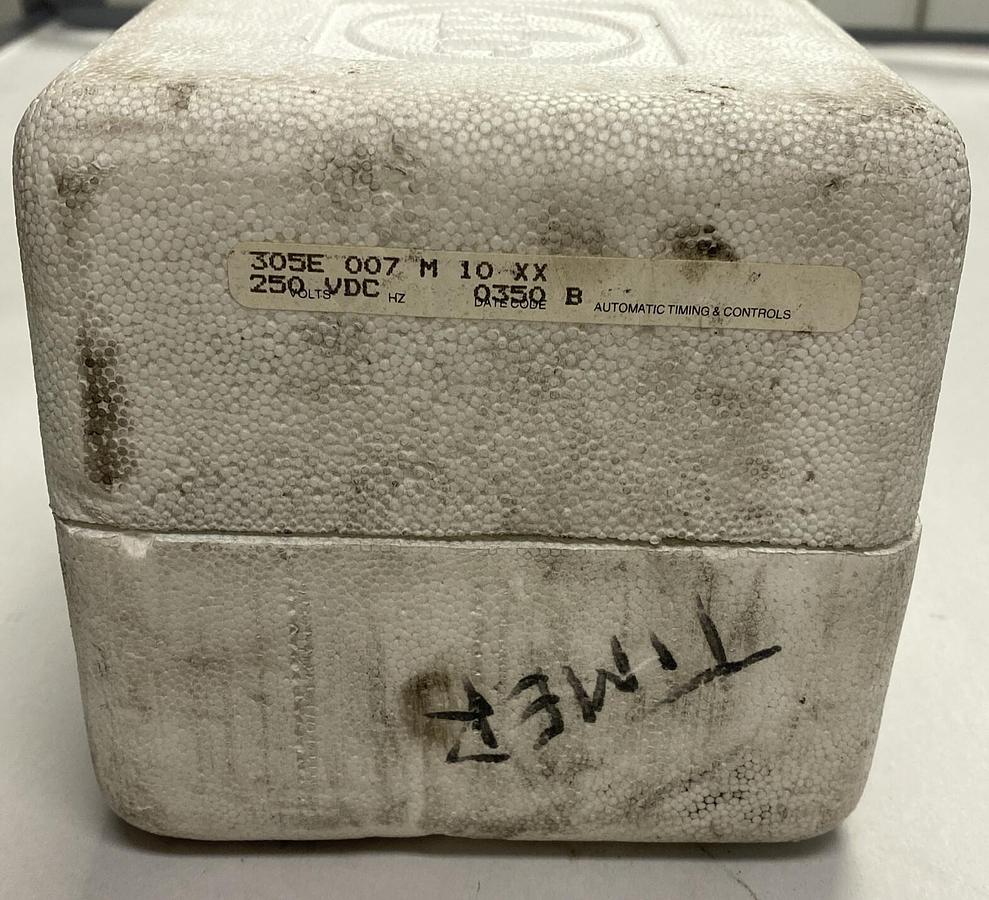 305E 007 M 10 XX
250 VDC 0350 B
VOLTS HZ DATE CODE AUTOMATIC TIMING & CONTROLS
TIMER